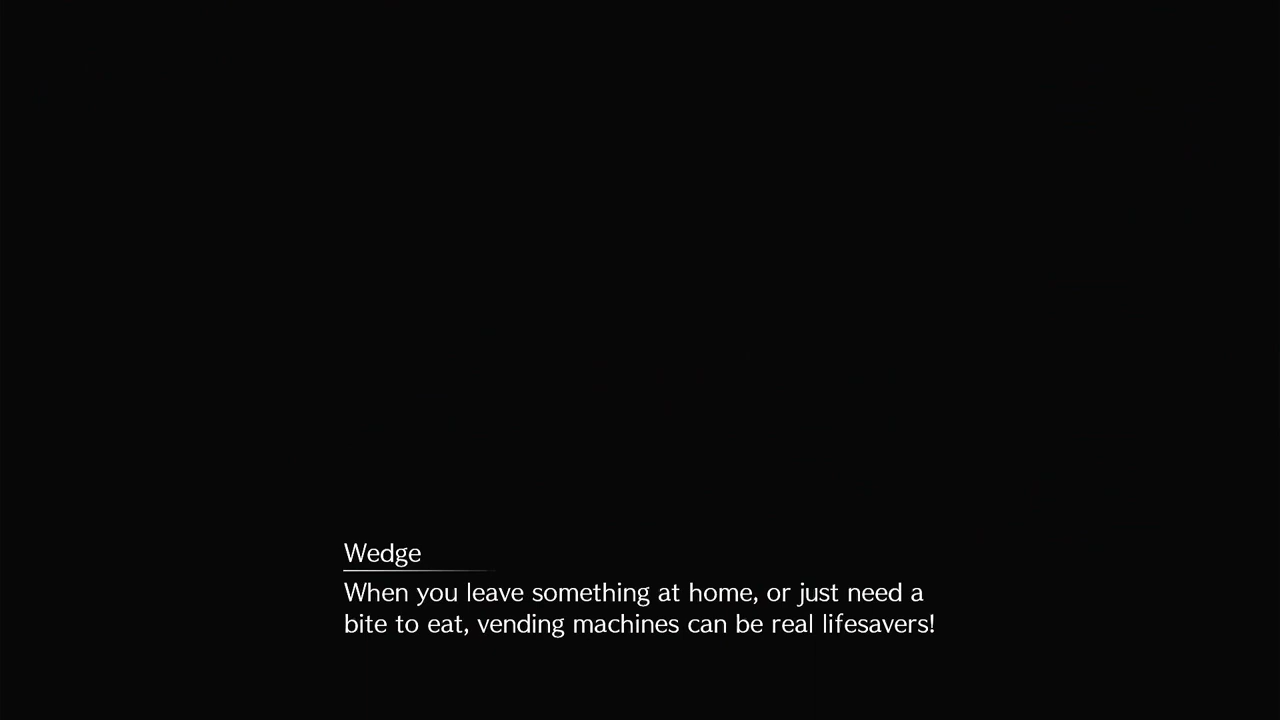 Wedge
When you leave something at home, or just need a
bite to eat, vending machines can be real lifesavers!